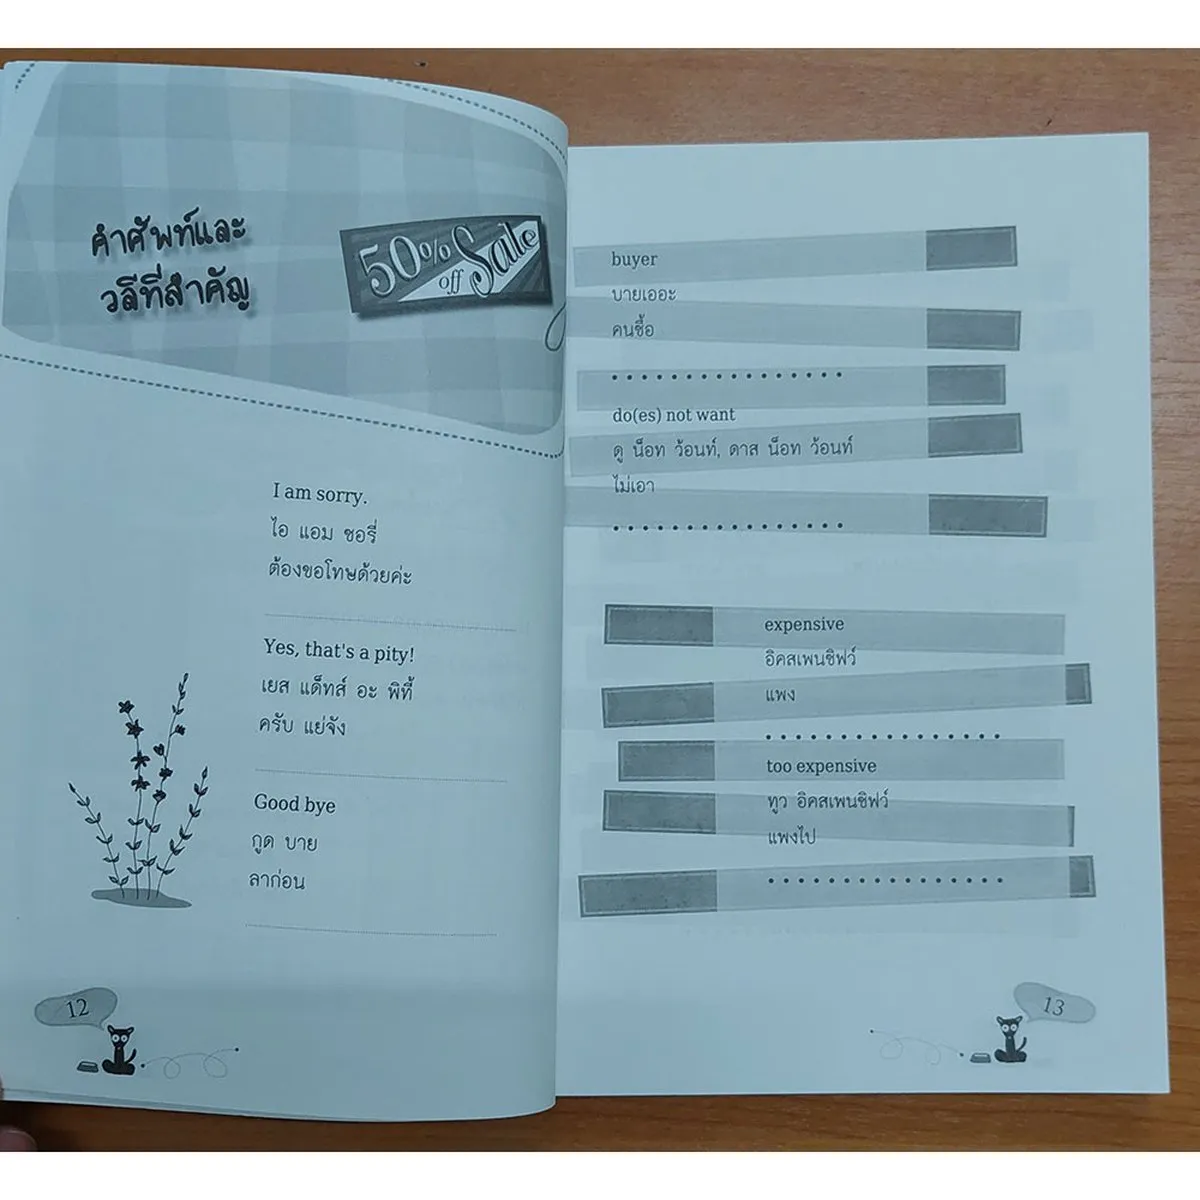 คำศัพท์และ
วลีที่สำคัญ
50% off Sale
I am sorry.
ไอ แอม ซอรี่
ต้องขอโทษด้วยค่ะ
Yes, that's a pity!
เยส แด็ทส์ อะ พิที้
ครับ แย่จัง
Good bye
กูด บาย
ลาก่อน
12
buyer
บายเออะ
คนซื้อ
do(es) not want
ดู น็อท ว้อนท์, ดาส น็อท ว้อนท์
ไม่เอา
expensive
อิคสเพนซิฟว์
แพง
too expensive
ทูว อิคสเพนซิฟว์
แพงไป
13